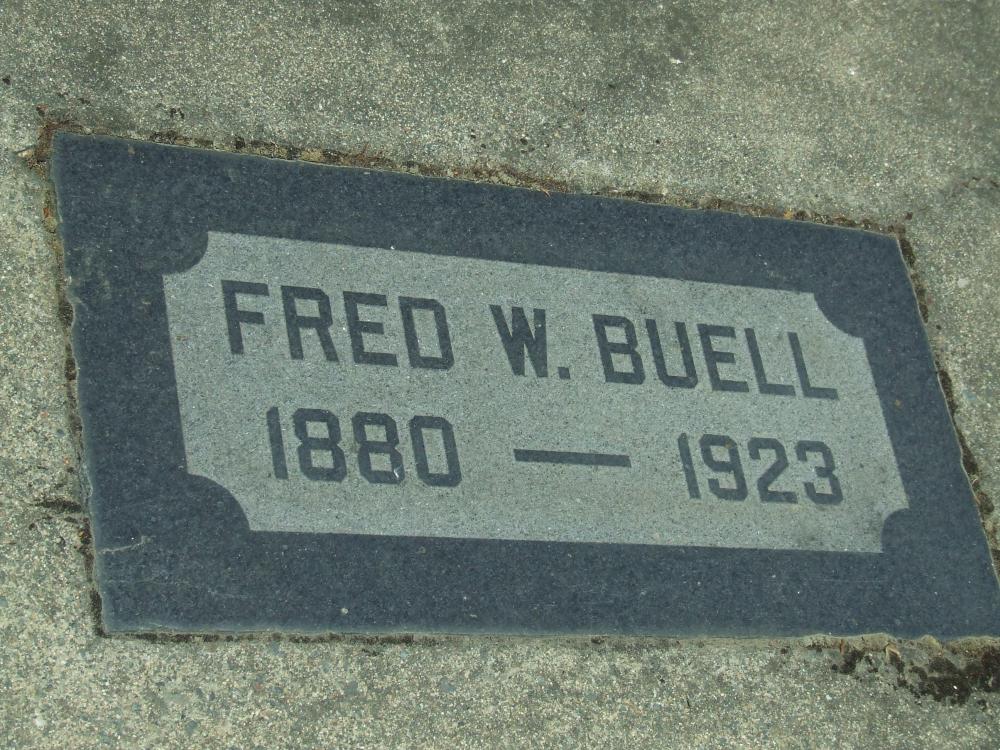 FRED W. BUELL
1880 — 1923